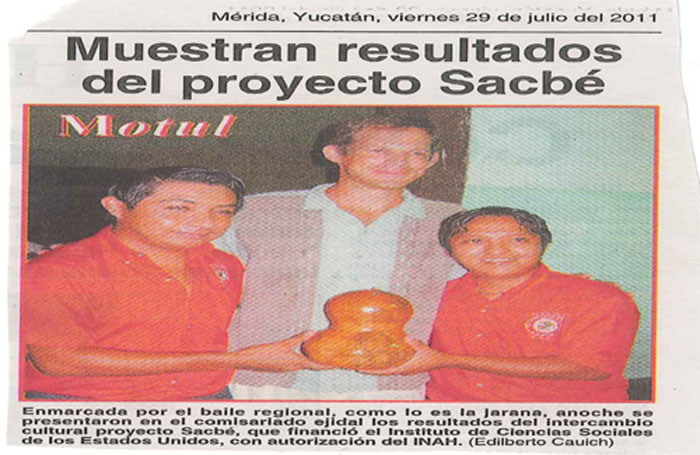 Mérida, Yucatán, viernes 29 de julio del 2011
Muestran resultados
del proyecto Sacbé
Motul
Enmarcada por el baile regional, como lo es la jarana, anoche se
presentaron en el comisariado ejidal los resultados del intercambio
cultural proyecto Sacbé, que financió el Instituto de Ciencias Sociales
de los Estados Unidos, con autorización del INAH. (Edilberto Cauich)